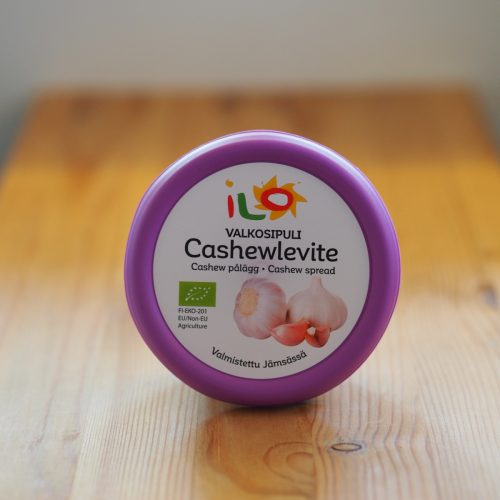 iLO
VALKOSIPULI
Cashewlevite
Cashew pålägg • Cashew spread
FI-EKO-201
EU/Non-EU
Agriculture
Valmistettu Jämsässä